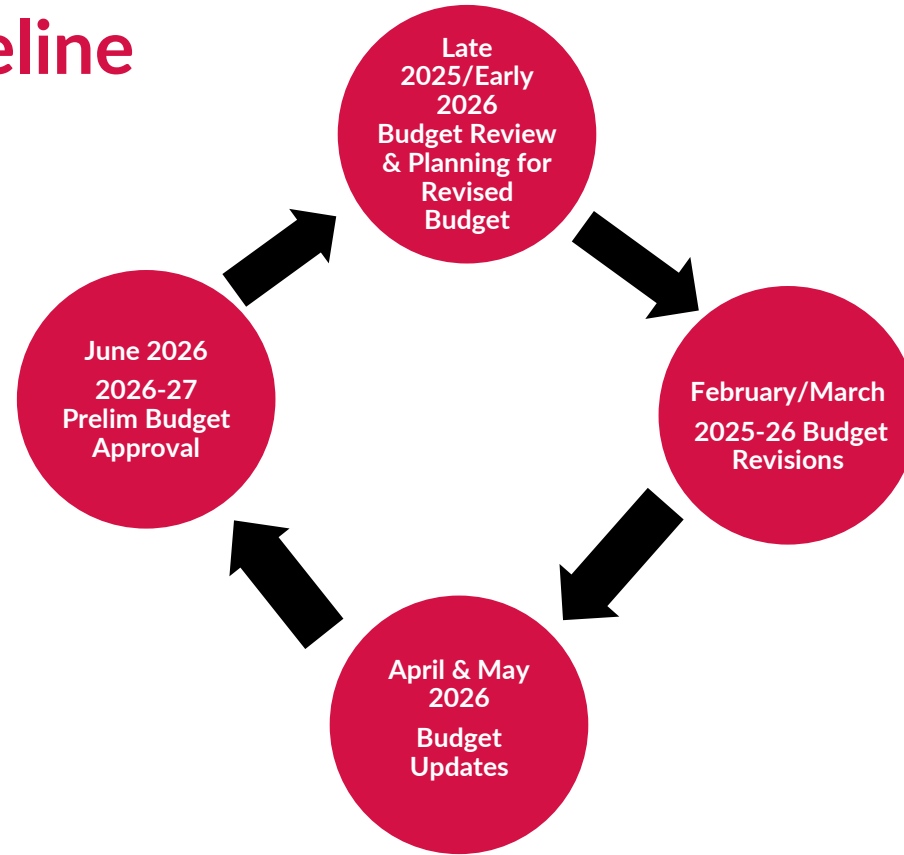 eline
Late
2025/Early
2026
Budget Review
& Planning for
Revised
Budget
February/March
2025-26 Budget
Revisions
April & May
2026
Budget
Updates
June 2026
2026-27
Prelim Budget
Approval